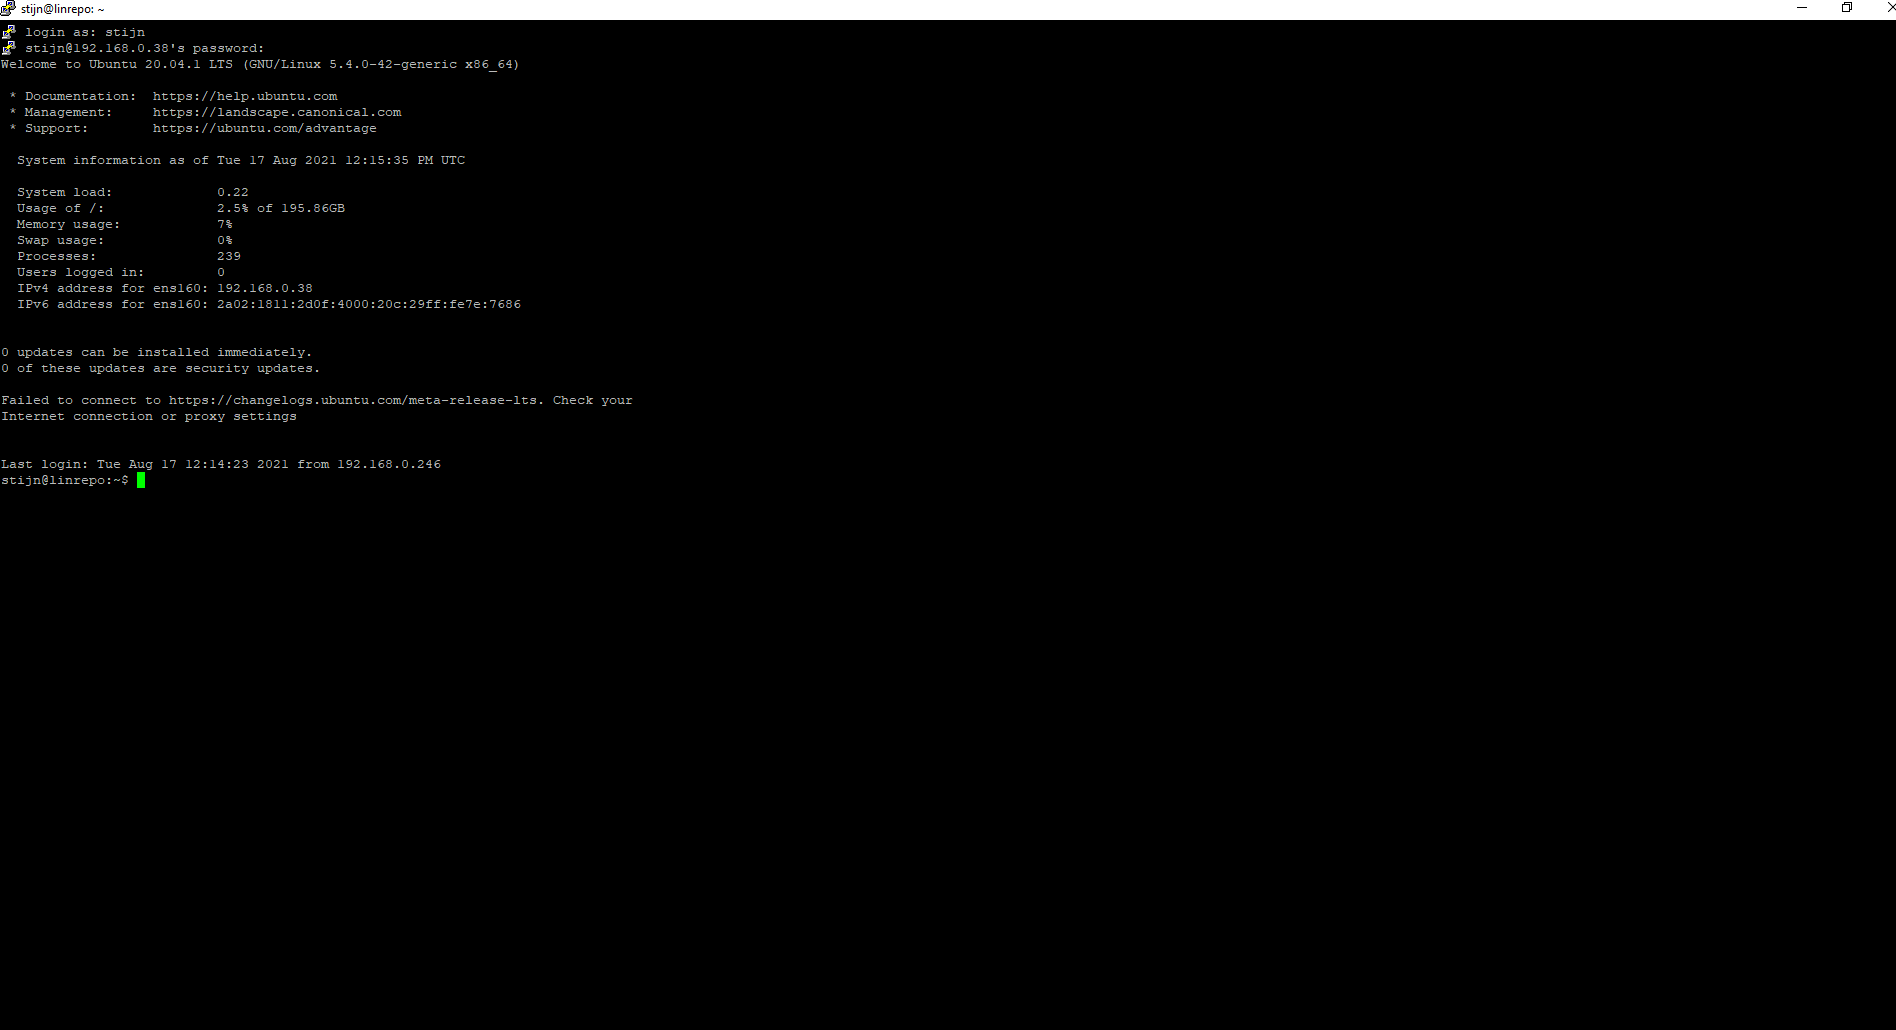 stijn@linrepo: ~
login as: stijn
stijn@192.168.0.38's password:
Welcome to Ubuntu 20.04.1 LTS (GNU/Linux 5.4.0-42-generic x86_64)
* Documentation:  https://help.ubuntu.com
* Management:     https://landscape.canonical.com
* Support:        https://ubuntu.com/advantage
System information as of Tue 17 Aug 2021 12:15:35 PM UTC
System load:             0.22
Usage of /:              2.5% of 195.86GB
Memory usage:            7%
Swap usage:              0%
Processes:               239
Users logged in:         0
IPv4 address for ens160: 192.168.0.38
IPv6 address for ens160: 2a02:1811:2d0f:4000:20c:29ff:fe7e:7686
0 updates can be installed immediately.
0 of these updates are security updates.
Failed to connect to https://changelogs.ubuntu.com/meta-release-lts. Check your
Internet connection or proxy settings
Last login: Tue Aug 17 12:14:23 2021 from 192.168.0.246
stijn@linrepo:~$